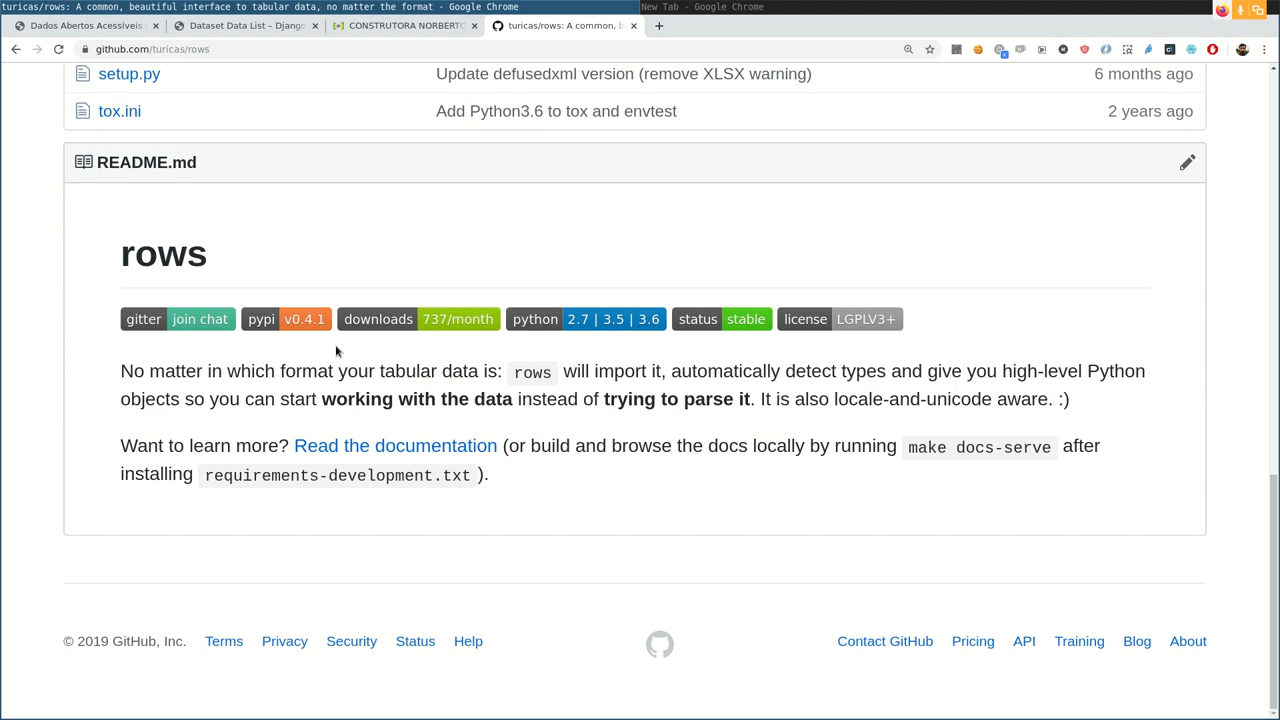 turicas/rows: A common, beautiful interface to tabular data, no matter the format - Google Chrome
New Tab - Google Chrome
Dados Abertos Acessíveis
Dataset Data List – Django
CONSTRUTORA NORBERTO
turicas/rows: A common, b
github.com/turicas/rows
setup.py Update defusedxml version (remove XLSX warning) 6 months ago
tox.ini Add Python3.6 to tox and envtest 2 years ago
README.md
rows
gitter join chat pypi v0.4.1 downloads 737/month python 2.7 | 3.5 | 3.6 status stable license LGPLV3+
No matter in which format your tabular data is: rows will import it, automatically detect types and give you high-level Python
objects so you can start working with the data instead of trying to parse it. It is also locale-and-unicode aware. :)
Want to learn more? Read the documentation (or build and browse the docs locally by running make docs-serve after
installing requirements-development.txt ).
© 2019 GitHub, Inc. Terms Privacy Security Status Help Contact GitHub Pricing API Training Blog About